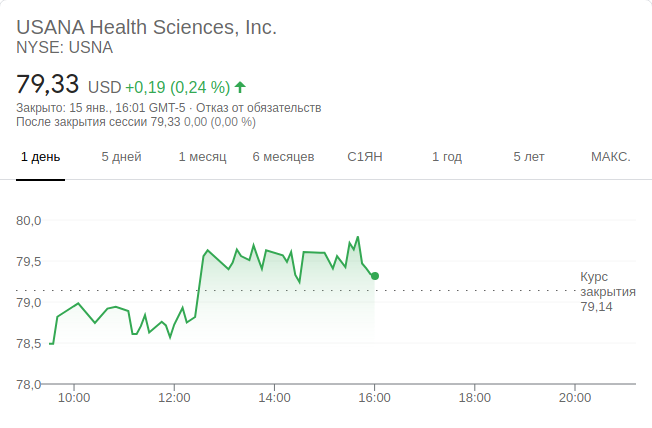 USANA Health Sciences, Inc.
NYSE: USNA
79,33 USD +0,19 (0,24 %)
Закрыто: 15 янв., 16:01 GMT-5 · Отказ от обязательств
После закрытия сессии 79,33 0,00 (0,00 %)
1 день 5 дней 1 месяц 6 месяцев С1ЯН 1 год 5 лет МАКС.
80,0
79,5
79,0
78,5
78,0
Курс
закрытия
79,14
10:00 12:00 14:00 16:00 18:00 20:00